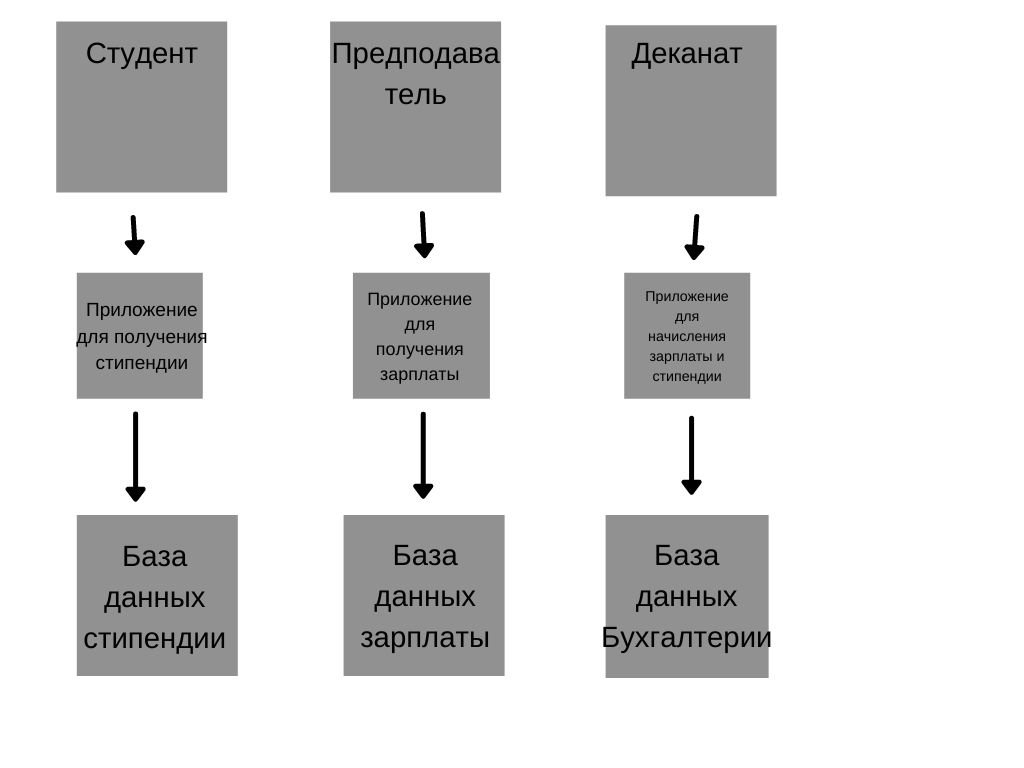 Студент
Предподава
тель
Деканат
Приложение
для получения
стипендии
Приложение
для
получения
зарплаты
Приложение
для
начисления
зарплаты и
стипендии
База
данных
стипендии
База
данных
зарплаты
База
данных
Бухгалтерии